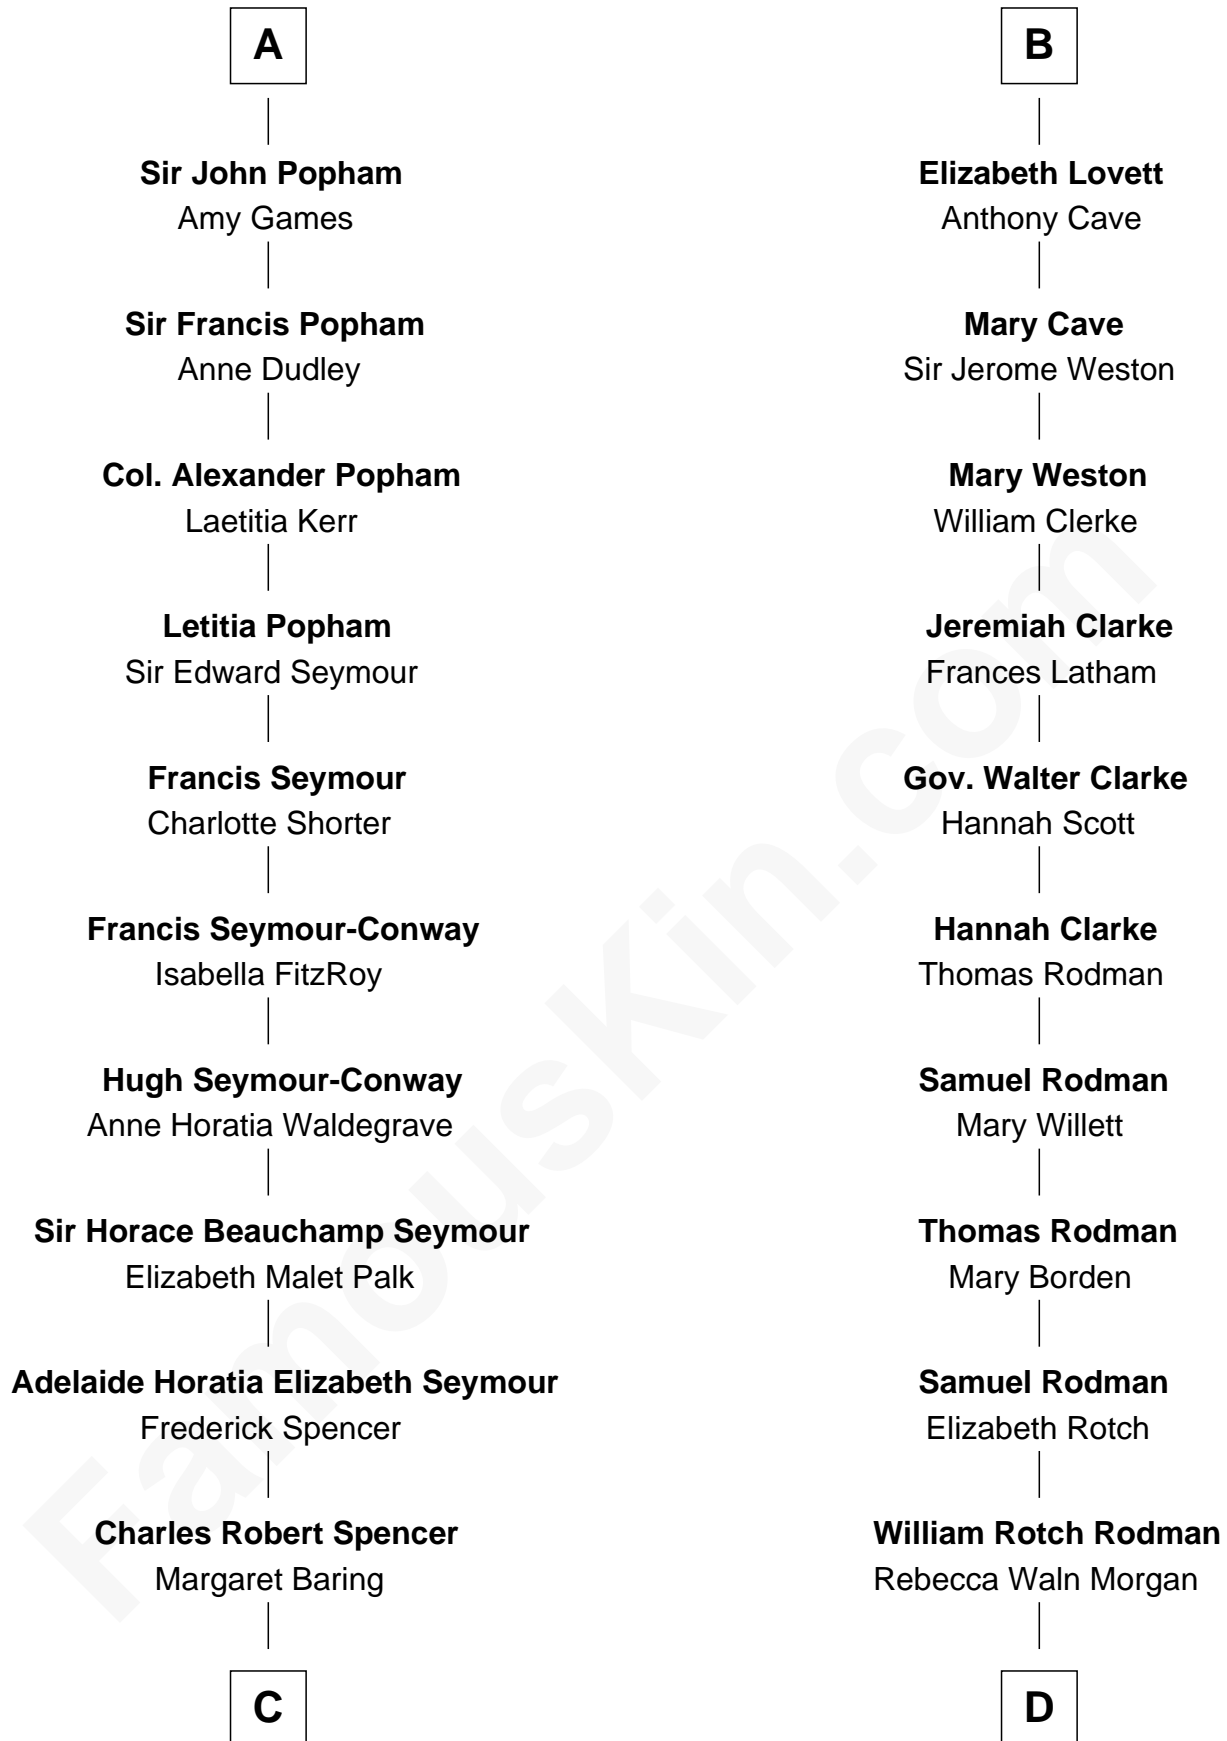 A
Sir John Popham
Amy Games
Sir Francis Popham
Anne Dudley
Col. Alexander Popham
Laetitia Kerr
Letitia Popham
Sir Edward Seymour
Francis Seymour
Charlotte Shorter
Francis Seymour-Conway
Isabella FitzRoy
Hugh Seymour-Conway
Anne Horatia Waldegrave
Sir Horace Beauchamp Seymour
Elizabeth Malet Palk
Adelaide Horatia Elizabeth Seymour
Frederick Spencer
Charles Robert Spencer
Margaret Baring
C
B
Elizabeth Lovett
Anthony Cave
Mary Cave
Sir Jerome Weston
Mary Weston
William Clerke
Jeremiah Clarke
Frances Latham
Gov. Walter Clarke
Hannah Scott
Hannah Clarke
Thomas Rodman
Samuel Rodman
Mary Willett
Thomas Rodman
Mary Borden
Samuel Rodman
Elizabeth Rotch
William Rotch Rodman
Rebecca Waln Morgan
D
FamousKin.com